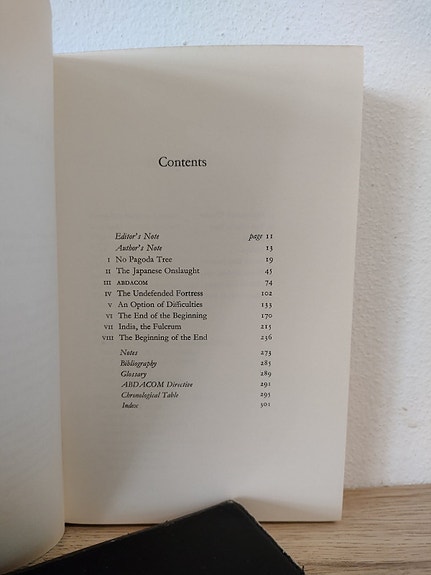 Contents
Editor's Note page 11
Author's Note 13
I No Pagoda Tree 19
II The Japanese Onslaught 45
III ABDACOM 74
IV The Undefended Fortress 102
V An Option of Difficulties 133
VI The End of the Beginning 170
VII India, the Fulcrum 215
VIII The Beginning of the End 236
Notes 273
Bibliography 285
Glossary 289
ABDACOM Directive 291
Chronological Table 295
Index 301